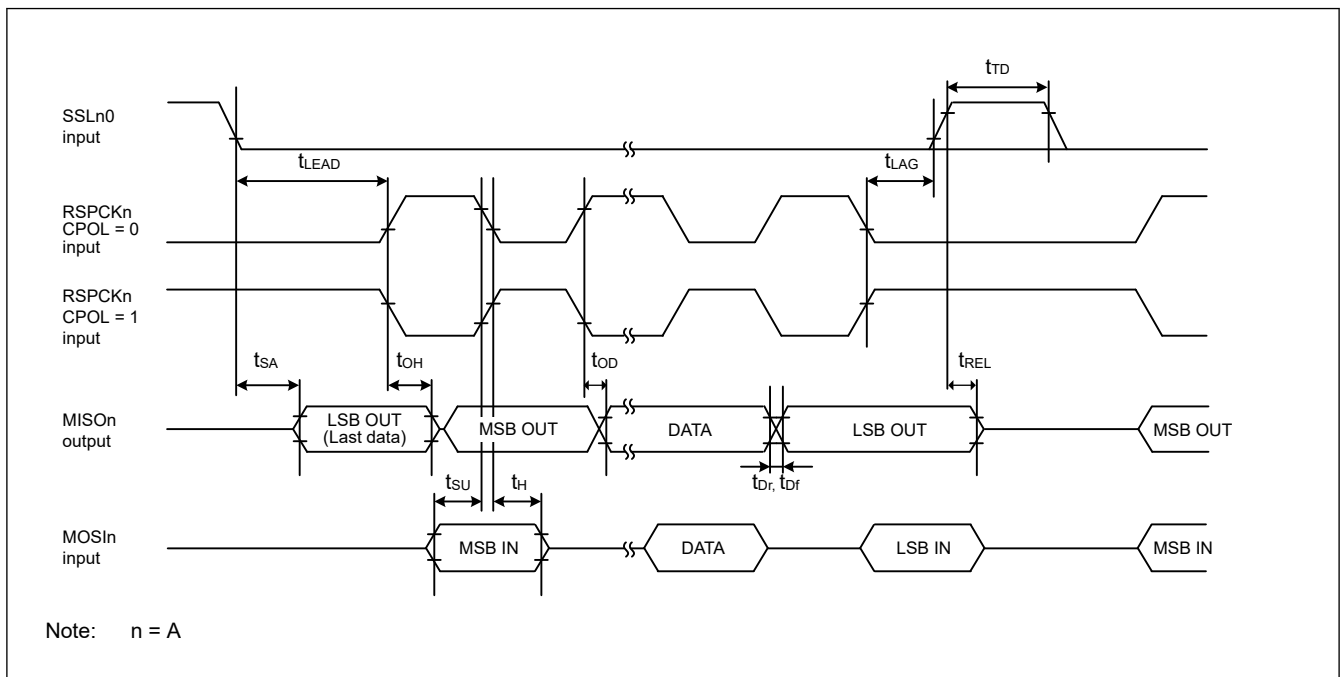 tTD
SSLn0
input
tLEAD
tLAG
RSPCKn
CPOL = 0
input
RSPCKn
CPOL = 1
input
tSA
tOH
tOD
tREL
MISOn
output
LSB OUT
(Last data)
MSB OUT
DATA
LSB OUT
MSB OUT
tSU
tH
tDr, tDf
MOSIn
input
MSB IN
DATA
LSB IN
MSB IN
Note: n = A